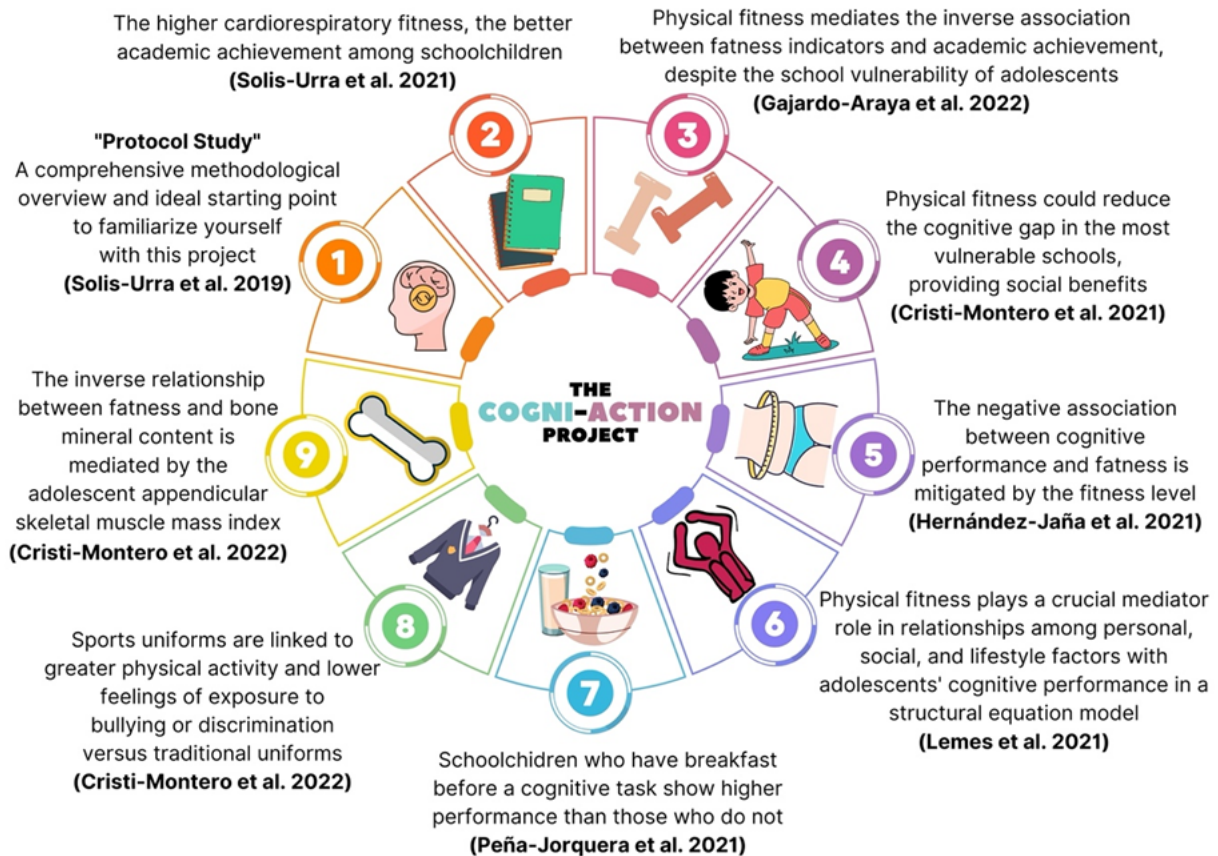 The higher cardiorespiratory fitness, the better
academic achievement among schoolchildren
(Solis-Urra et al. 2021)
Physical fitness mediates the inverse association
between fatness indicators and academic achievement,
despite the school vulnerability of adolescents
(Gajardo-Araya et al. 2022)
"Protocol Study"
A comprehensive methodological
overview and ideal starting point
to familiarize yourself
with this project
(Solis-Urra et al. 2019)
1
2
3
4
Physical fitness could reduce
the cognitive gap in the most
vulnerable schools,
providing social benefits
(Cristi-Montero et al. 2021)
THE
COGNI-ACTION
PROJECT
5
The negative association
between cognitive
performance and fatness is
mitigated by the fitness level
(Hernández-Jaña et al. 2021)
6
Physical fitness plays a crucial mediator
role in relationships among personal,
social, and lifestyle factors with
adolescents' cognitive performance in a
structural equation model
(Lemes et al. 2021)
7
Schoolchidren who have breakfast
before a cognitive task show higher
performance than those who do not
(Peña-Jorquera et al. 2021)
8
Sports uniforms are linked to
greater physical activity and lower
feelings of exposure to
bullying or discrimination
versus traditional uniforms
(Cristi-Montero et al. 2022)
9
The inverse relationship
between fatness and bone
mineral content is
mediated by the
adolescent appendicular
skeletal muscle mass index
(Cristi-Montero et al. 2022)